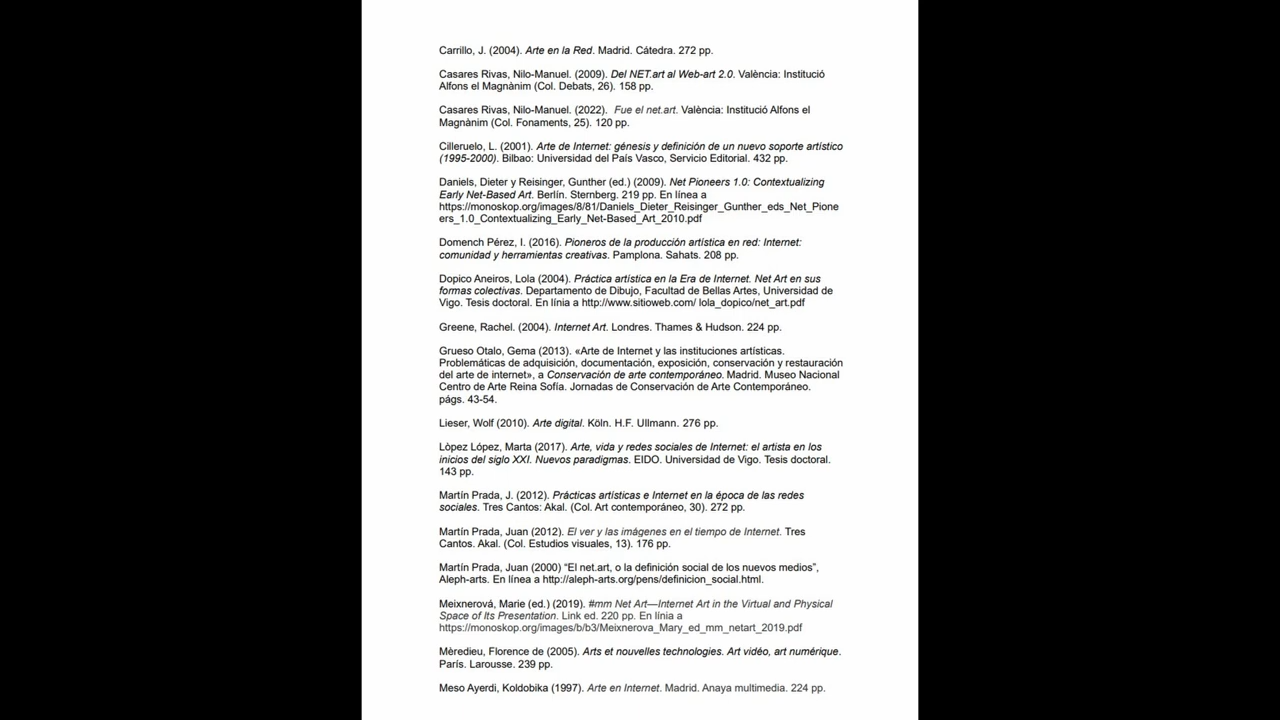 Carrillo, J. (2004). Arte en la Red. Madrid. Cátedra. 272 pp.
Casares Rivas, Nilo-Manuel. (2009). Del NET.art al Web-art 2.0. València: Institució
Alfons el Magnànim (Col. Debats, 26). 158 pp.
Casares Rivas, Nilo-Manuel. (2022). Fue el net.art. València: Institució Alfons el
Magnànim (Col. Fonaments, 25). 120 pp.
Cilleruelo, L. (2001). Arte de Internet: génesis y definición de un nuevo soporte artístico
(1995-2000). Bilbao: Universidad del País Vasco, Servicio Editorial. 432 pp.
Daniels, Dieter y Reisinger, Gunther (ed.) (2009). Net Pioneers 1.0: Contextualizing
Early Net-Based Art. Berlín. Sternberg. 219 pp. En línea a
https://monoskop.org/images/8/81/Daniels_Dieter_Reisinger_Gunther_eds_Net_Pione
ers_1.0_Contextualizing_Early_Net-Based_Art_2010.pdf
Domench Pérez, I. (2016). Pioneros de la producción artística en red: Internet:
comunidad y herramientas creativas. Pamplona. Sahats. 208 pp.
Dopico Aneiros, Lola (2004). Práctica artística en la Era de Internet. Net Art en sus
formas colectivas. Departamento de Dibujo, Facultad de Bellas Artes, Universidad de
Vigo. Tesis doctoral. En línia a http://www.sitioweb.com/ lola_dopico/net_art.pdf
Greene, Rachel. (2004). Internet Art. Londres. Thames & Hudson. 224 pp.
Grueso Otalo, Gema (2013). «Arte de Internet y las instituciones artísticas.
Problemáticas de adquisición, documentación, exposición, conservación y restauración
del arte de internet», a Conservación de arte contemporáneo. Madrid. Museo Nacional
Centro de Arte Reina Sofía. Jornadas de Conservación de Arte Contemporáneo.
págs. 43-54.
Lieser, Wolf (2010). Arte digital. Köln. H.F. Ullmann. 276 pp.
Lòpez López, Marta (2017). Arte, vida y redes sociales de Internet: el artista en los
inicios del siglo XXI. Nuevos paradigmas. EIDO. Universidad de Vigo. Tesis doctoral.
143 pp.
Martín Prada, J. (2012). Prácticas artísticas e Internet en la época de las redes
sociales. Tres Cantos: Akal. (Col. Art contemporáneo, 30). 272 pp.
Martín Prada, Juan (2012). El ver y las imágenes en el tiempo de Internet. Tres
Cantos. Akal. (Col. Estudios visuales, 13). 176 pp.
Martín Prada, Juan (2000) “El net.art, o la definición social de los nuevos medios”,
Aleph-arts. En línea a http://aleph-arts.org/pens/definicion_social.html.
Meixnerová, Marie (ed.) (2019). #mm Net Art—Internet Art in the Virtual and Physical
Space of Its Presentation. Link ed. 220 pp. En línia a
https://monoskop.org/images/b/b3/Meixnerova_Mary_ed_mm_netart_2019.pdf
Mèredieu, Florence de (2005). Arts et nouvelles technologies. Art vidéo, art numérique.
París. Larousse. 239 pp.
Meso Ayerdi, Koldobika (1997). Arte en Internet. Madrid. Anaya multimedia. 224 pp.